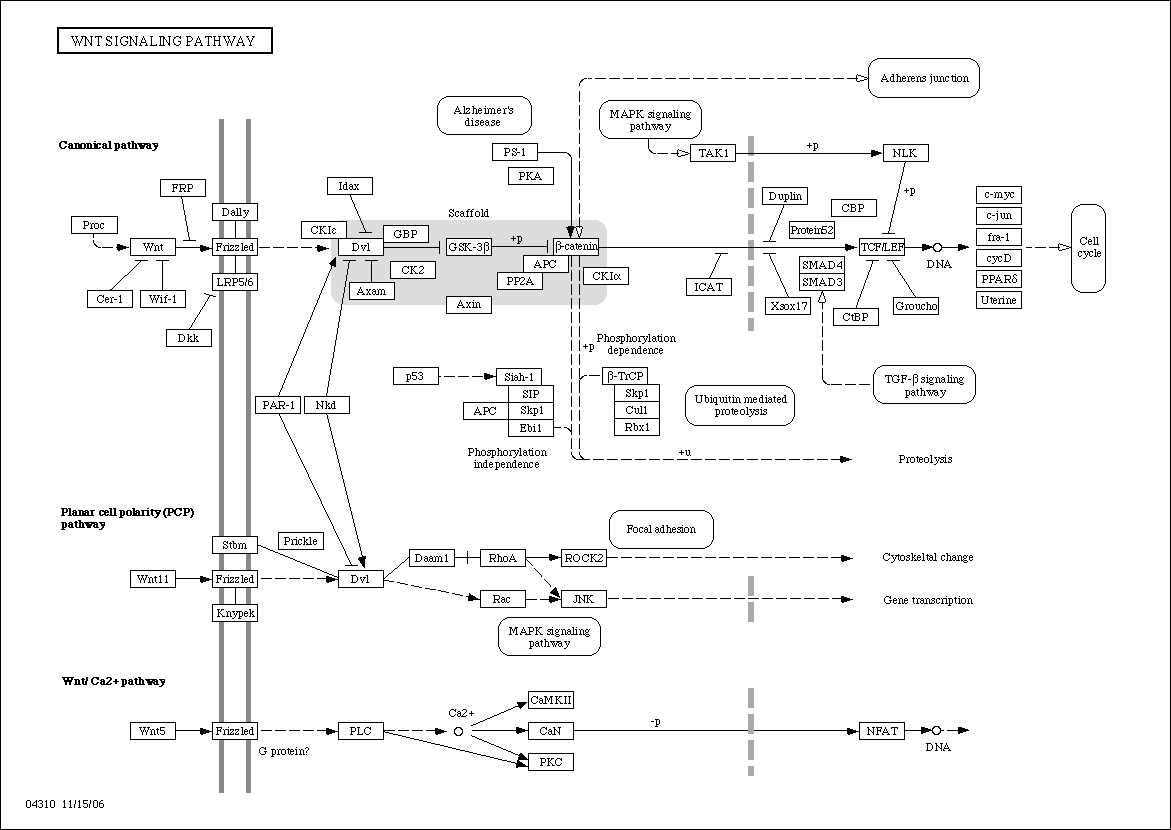 WNT SIGNALING PATHWAY
Adherens junction
Alzheimer's
disease
MAPK signaling
pathway
Canonical pathway
PS-1
TAK1
+p
NLK
PKA
+p
FRP
Idax
Duplin
c-myc
Dally
Scaffold
CBP
c-jun
Proc
CKIε
GBP
Protein52
fra-1
Wnt
Frizzled
Dvl
GSK-3β
+p
β-catenin
TCF/LEF
DNA
Cell
cycle
cycD
APC
SMAD4
CK2
PP2A
CKIα
SMAD3
PPARδ
LRP5/6
Axam
ICAT
Cer-1
Wif-1
Axin
Xsox17
CtBP
Groucho
Uterine
Dkk
+p
Phosphorylation
dependence
p53
Siah-1
β-TrCP
TGF-β signaling
pathway
SIP
Skp1
PAR-1
Nkd
APC
Skp1
Cul1
Ubiquitin mediated
proteolysis
Ebi1
Rbx1
Phosphorylation
independence
+u
Proteolysis
Planar cell polarity (PCP)
pathway
Stbm
Prickle
Focal adhesion
Daam1
RhoA
ROCK2
Cytoskeltal change
Wnt11
Frizzled
Dvl
Rac
JNK
Gene transcription
Knypek
MAPK signaling
pathway
Wnt/ Ca2+ pathway
CaMKII
Ca2+
Wnt5
Frizzled
PLC
CaN
-p
NFAT
DNA
G protein?
PKC
04310 11/15/06